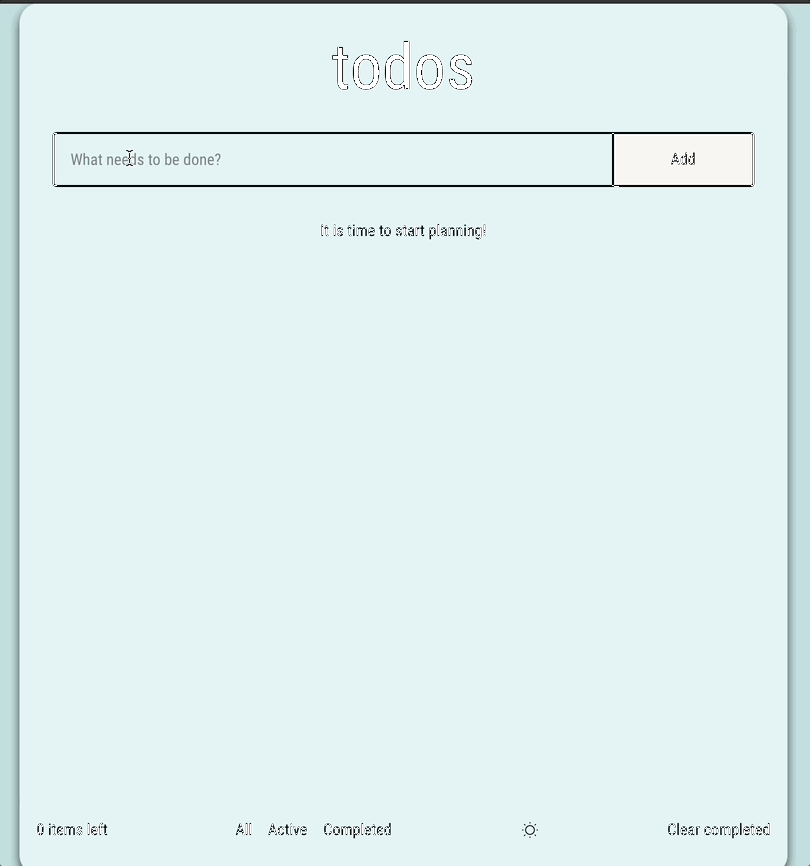 todos
What needs to be done?
Add
It is time to start planning!
0 items left
All
Active
Completed
Clear completed